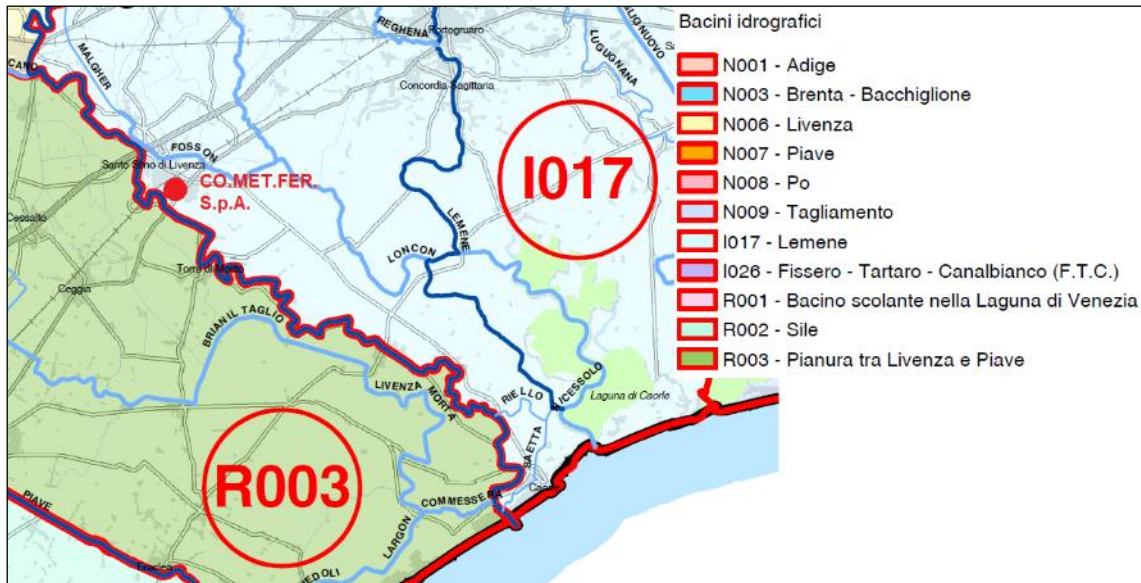 REGHENA
Portogruaro
LUGUGNANA
GLIGNUOVO
CANO
MALGHER
Concordia Sagittaria
FOSSON
Santo Stino di Livenza
CO.MET.FER.
S.p.A.
I017
LEMENE
Cessalto
LONCON
Torre di Mosto
Ceggia
BRIAN IL TAGLIO
LIVENZA
MORTA
RIELLO
NICESSOLO
Laguna di Caorle
SAETTA
R003
COMMESSERA
PIAVE
LARGON
EDOLI
Bacini idrografici
N001 - Adige
N003 - Brenta - Bacchiglione
N006 - Livenza
N007 - Piave
N008 - Po
N009 - Tagliamento
I017 - Lemene
I026 - Fissero - Tartaro - Canalbianco (F.T.C.)
R001 - Bacino scolante nella Laguna di Venezia
R002 - Sile
R003 - Pianura tra Livenza e Piave